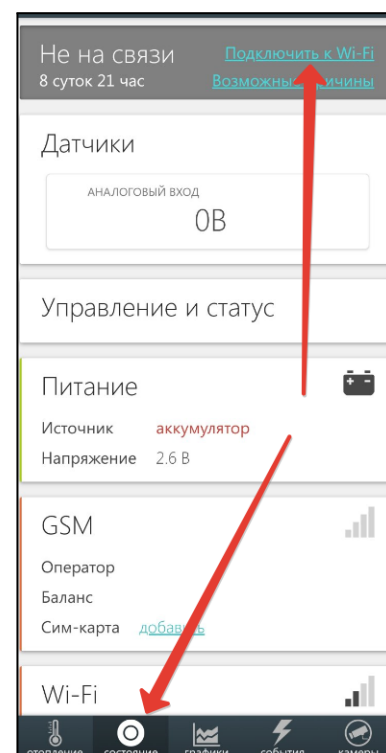 Не на связи Подключить к Wi-Fi
8 суток 21 час Возможные причины
Датчики
АНАЛОГОВЫЙ ВХОД
0В
Управление и статус
Питание
Источник аккумулятор
Напряжение 2.6 В
GSM
Оператор
Баланс
Сим-карта добавить
Wi-Fi
отопление состояние графики события камеры